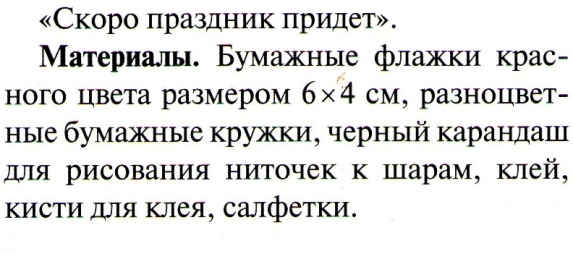 «Скоро праздник придет».
Материалы. Бумажные флажки крас-
ного цвета размером 6×4 см, разноцвет-
ные бумажные кружки, черный карандаш
для рисования ниточек к шарам, клей,
кисти для клея, салфетки.